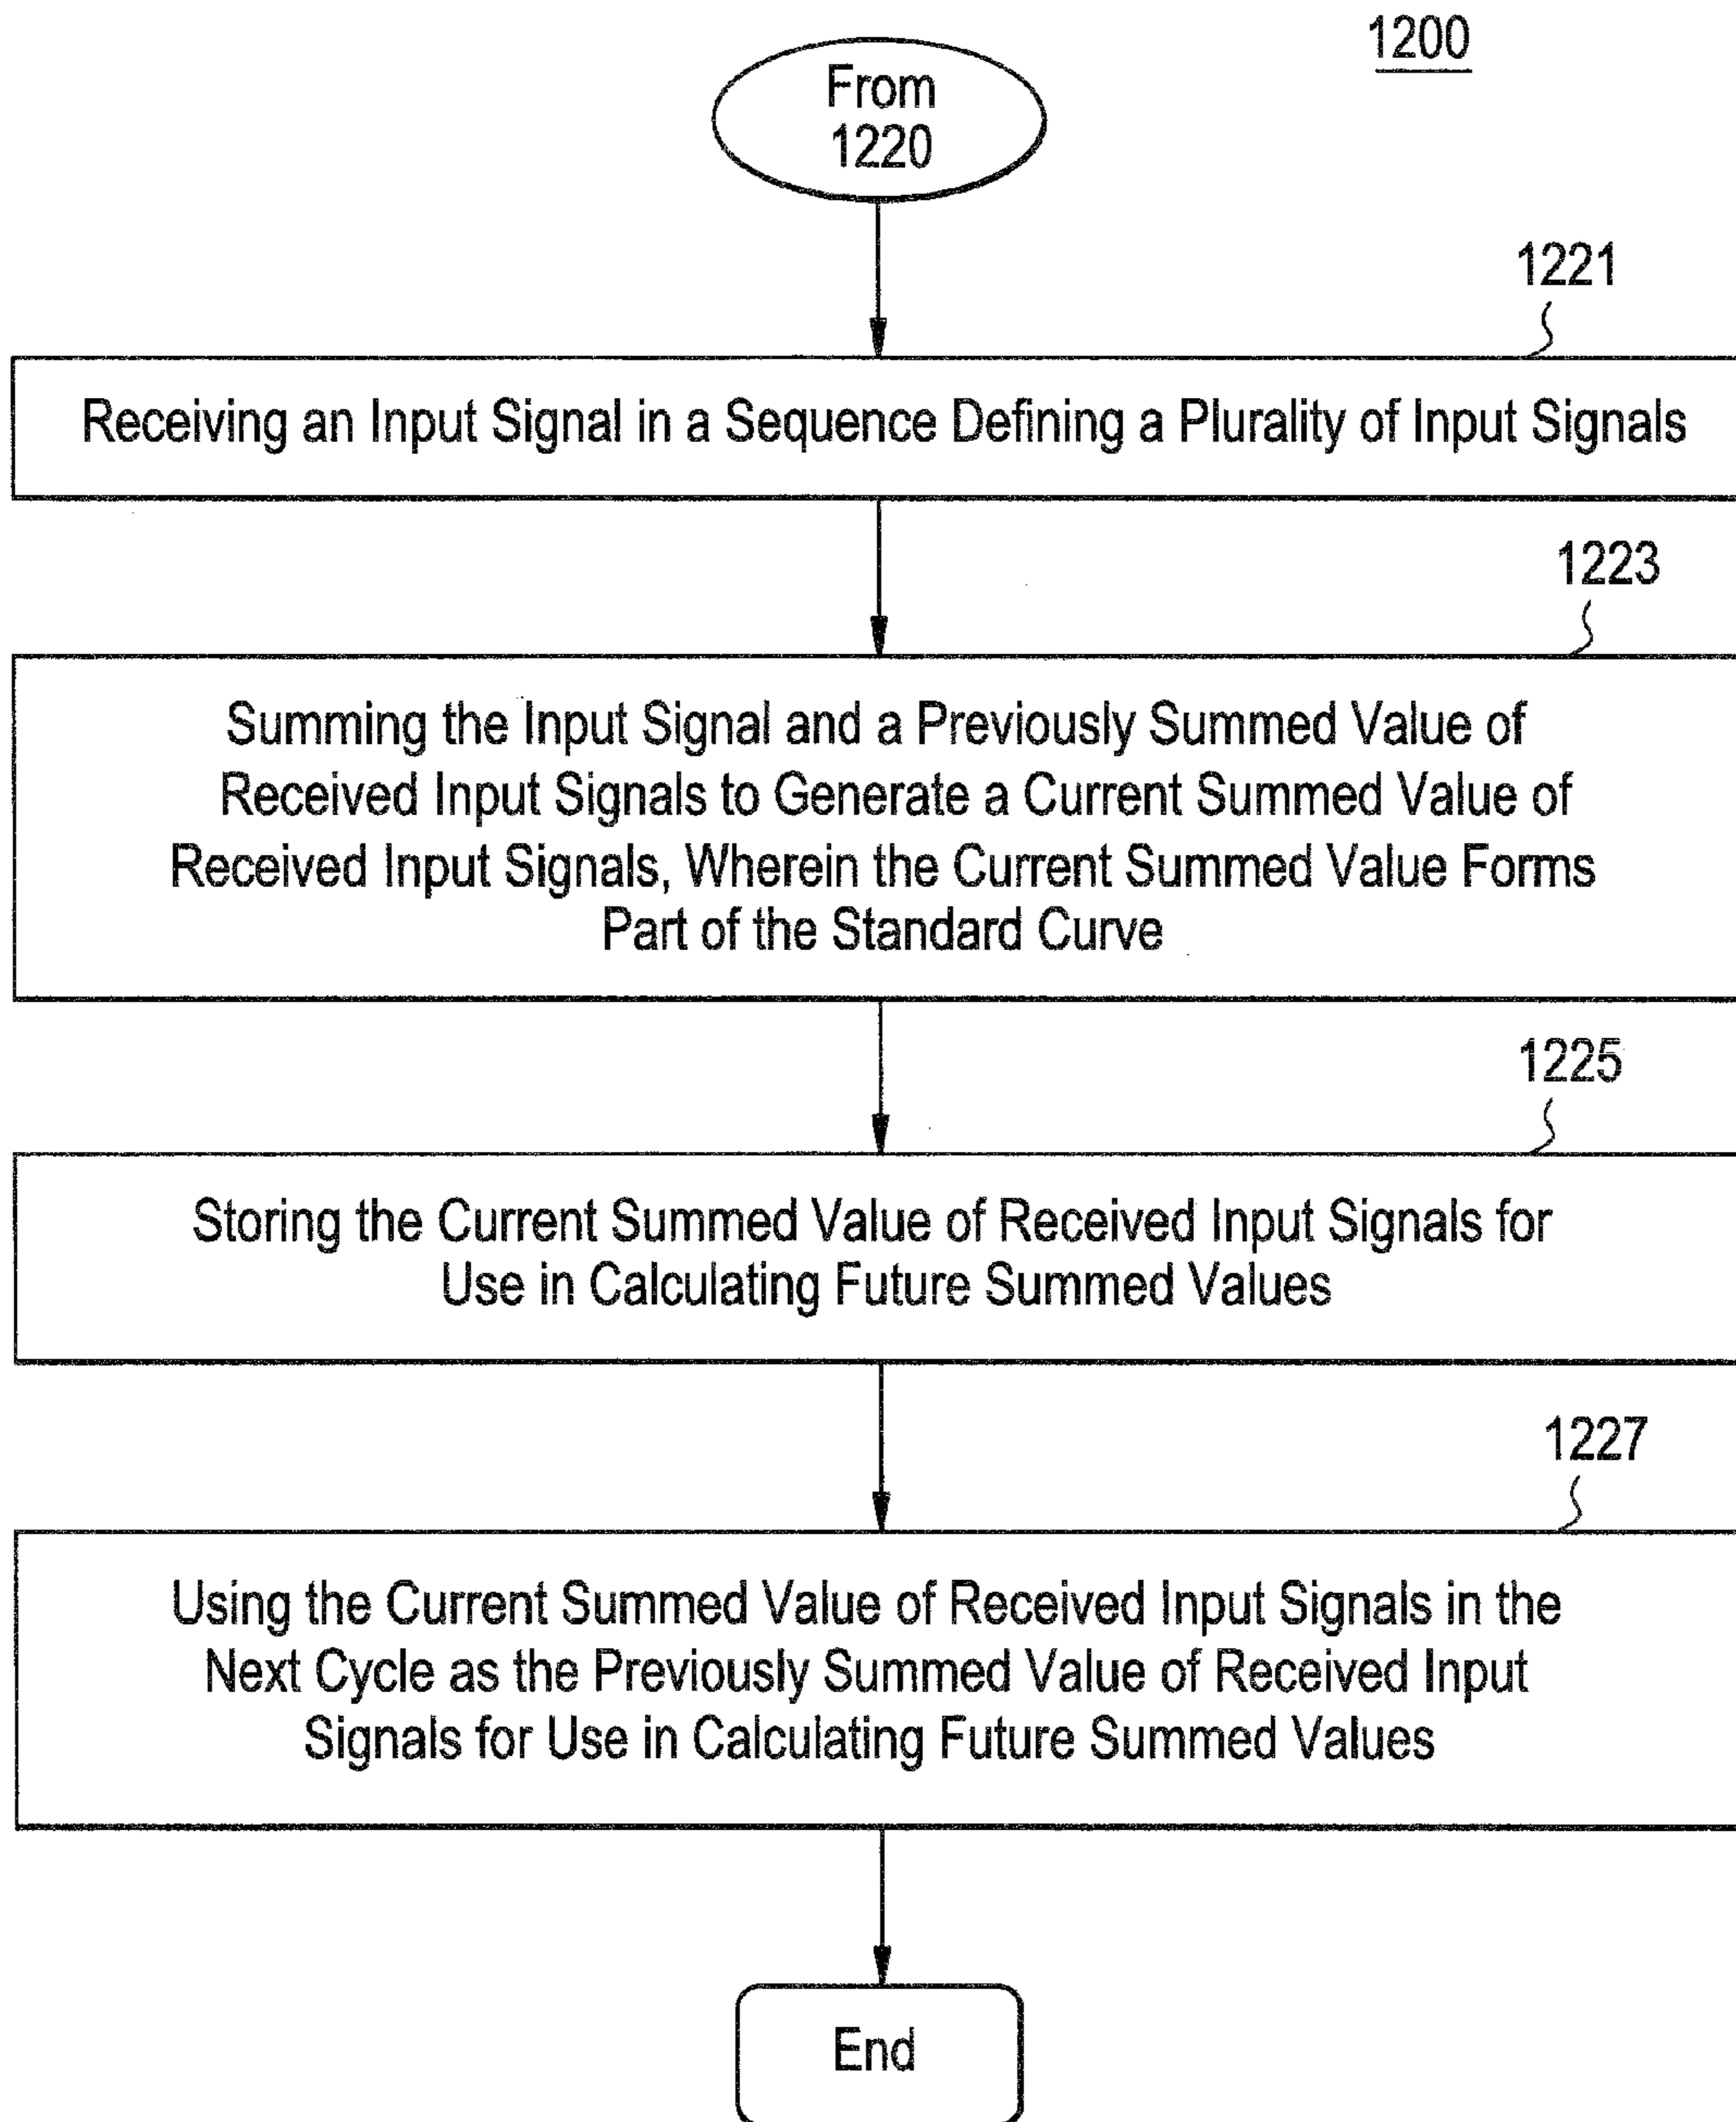 1200
From
1220
1221
Receiving an Input Signal in a Sequence Defining a Plurality of Input Signals
1223
Summing the Input Signal and a Previously Summed Value of
Received Input Signals to Generate a Current Summed Value of
Received Input Signals, Wherein the Current Summed Value Forms
Part of the Standard Curve
1225
Storing the Current Summed Value of Received Input Signals for
Use in Calculating Future Summed Values
1227
Using the Current Summed Value of Received Input Signals in the
Next Cycle as the Previously Summed Value of Received Input
Signals for Use in Calculating Future Summed Values
End